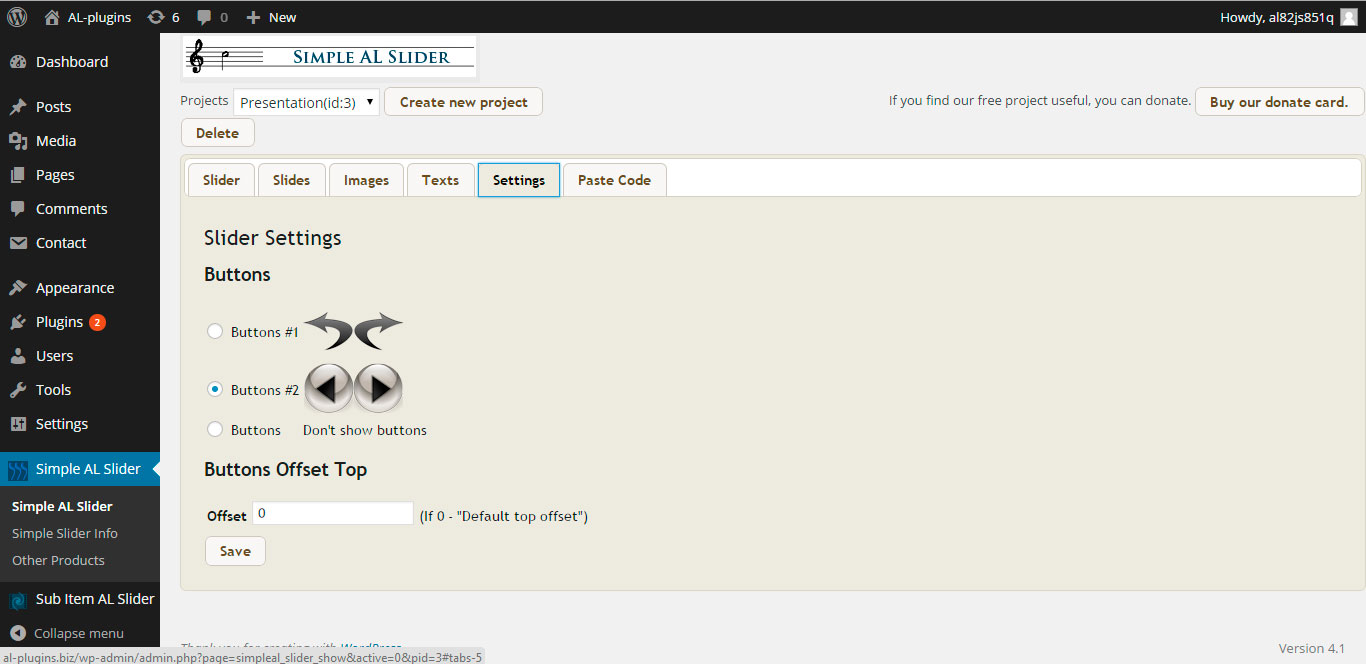 AL-plugins 6 0 New Howdy, al82js851q
Dashboard
Posts
Media
Pages
Comments
Contact
Appearance
Plugins 2
Users
Tools
Settings
Simple AL Slider
Simple AL Slider
Simple Slider Info
Other Products
Sub Item AL Slider
Collapse menu
SIMPLE AL SLIDER
Projects Presentation(id:3) Create new project If you find our free project useful, you can donate. Buy our donate card.
Delete
Slider Slides Images Texts Settings Paste Code
Slider Settings
Buttons
Buttons #1
Buttons #2
Buttons Don't show buttons
Buttons Offset Top
Offset 0 (If 0 - "Default top offset")
Save
Thank you for creating with WordPress Version 4.1
al-plugins.biz/wp-admin/admin.php?page=simpleal_slider_show&active=0&pid=3#tabs-5